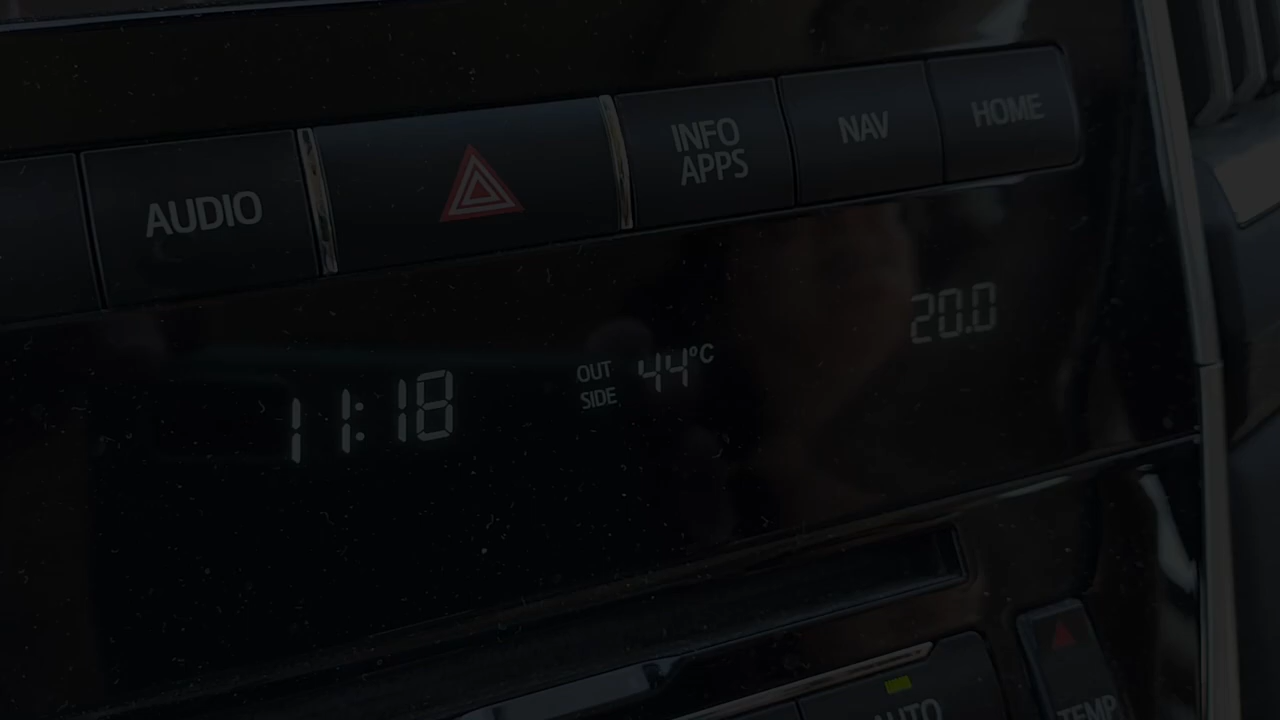 AUDIO
INFO
APPS
NAV
HOME
20.0
11:18
OUT
SIDE
44°C
AUTO
TEMP